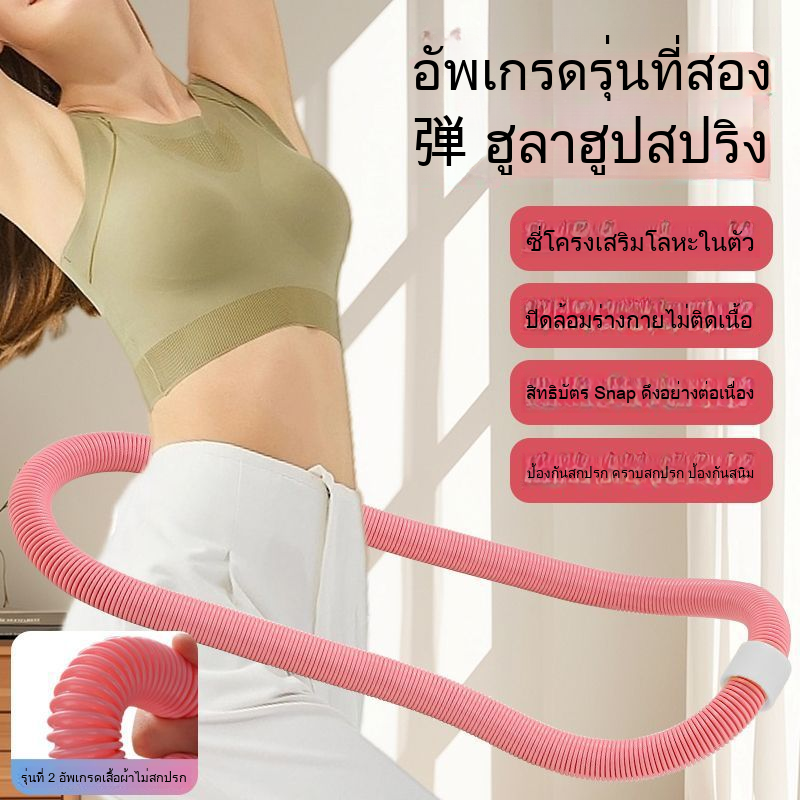 อัพเกรดรุ่นที่สอง
弹 ฮูลาฮูปสปริง
ซี่โครงเสริมโลหะในตัว
ปิดล้อมร่างกายไม่ติดเนื้อ
สิทธิบัตร Snap ดึงอย่างต่อเนื่อง
ป้องกันสกปรก คราบสกปรก ป้องกันสนิม
รุ่นที่ 2 อัพเกรดเสื้อผ้าไม่สกปรก